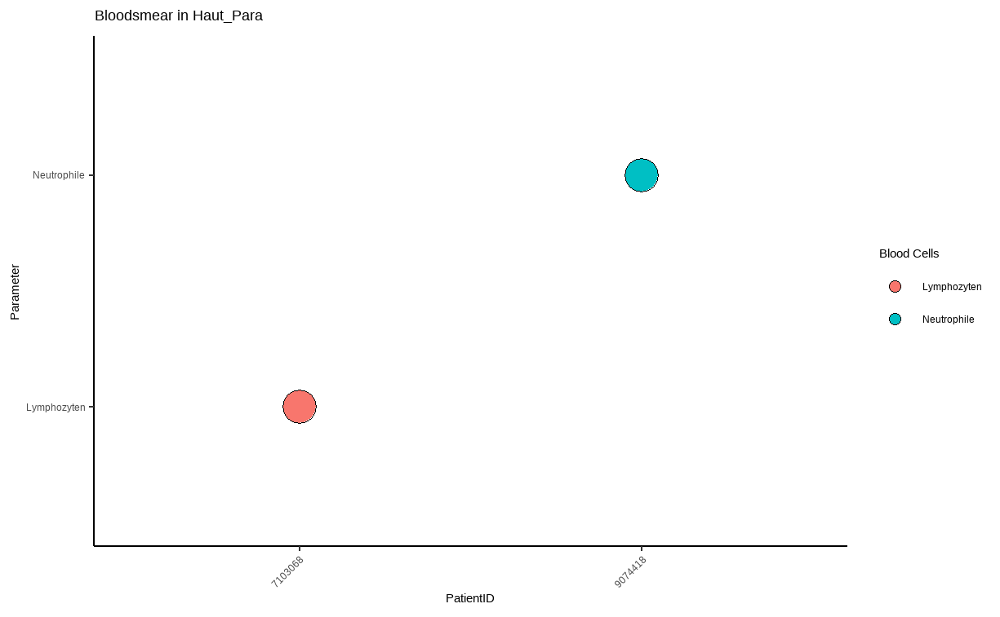 Bloodsmear in Haut_Para
Parameter
Neutrophile
Lymphozyten
7103068
9074418
PatientID
Blood Cells
Lymphozyten
Neutrophile